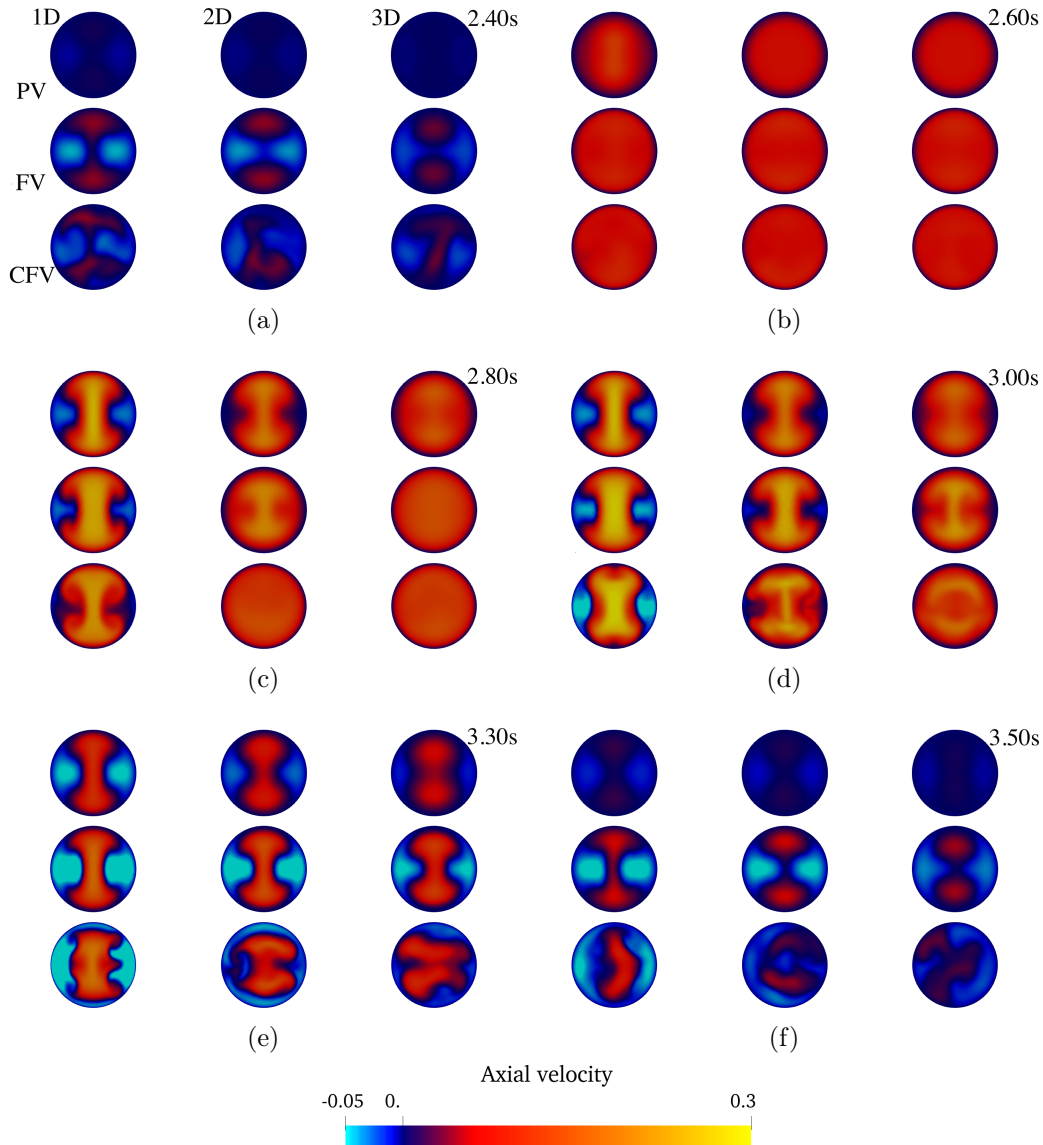 1D 2D 3D 2.40s 2.60s
PV
FV
CFV
(a) (b)
2.80s 3.00s
(c) (d)
3.30s 3.50s
(e) (f)
Axial velocity
-0.05 0. 0.3